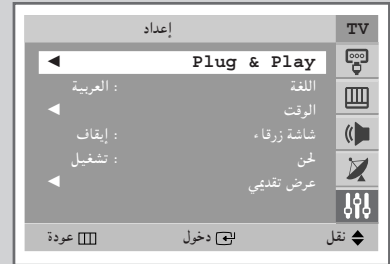 TV إعداد
Plug & Play
اللغة : العربية
الوقت
شاشة زرقاء : إيقاف
لحن : تشغيل
عرض تقديمي
نقل دخول عودة